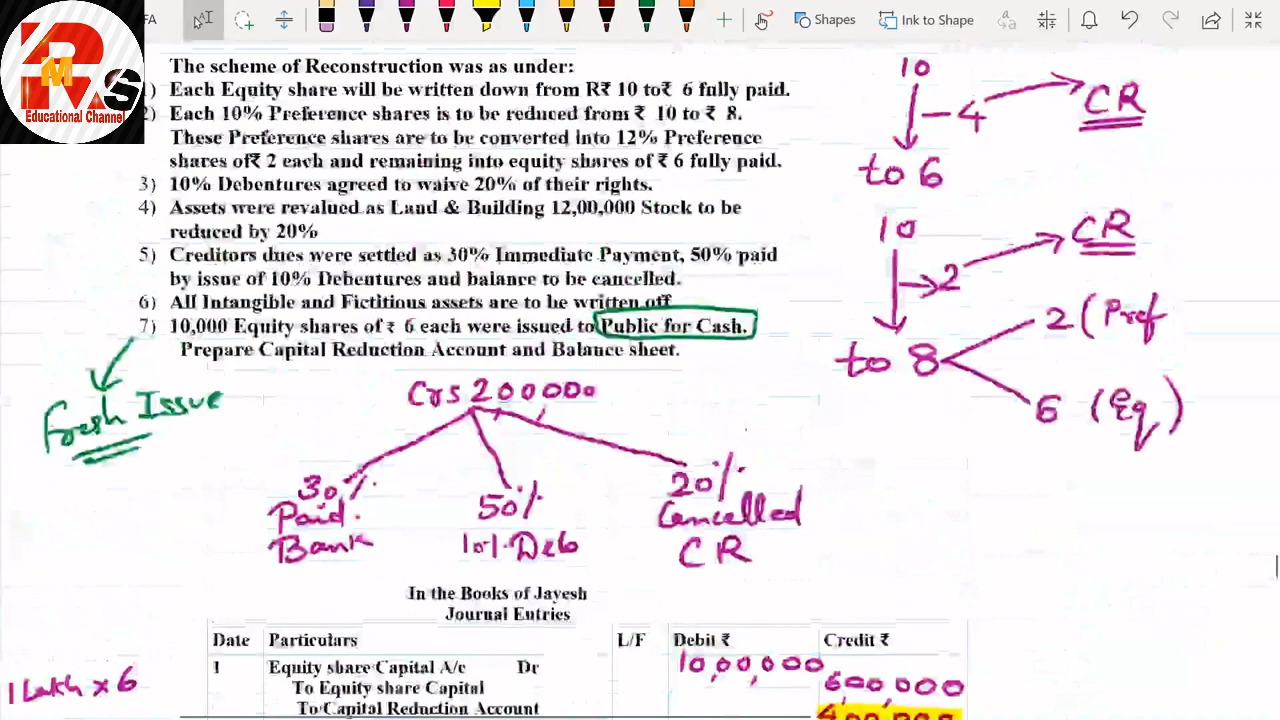 FA
Shapes
Ink to Shape
RMS
Educational Channel
The scheme of Reconstruction was as under:
1) Each Equity share will be written down from R₹ 10 to₹ 6 fully paid.
2) Each 10% Preference shares is to be reduced from ₹ 10 to ₹ 8.
These Preference shares are to be converted into 12% Preference
shares of₹ 2 each and remaining into equity shares of ₹ 6 fully paid.
3) 10% Debentures agreed to waive 20% of their rights.
4) Assets were revalued as Land & Building 12,00,000 Stock to be
reduced by 20%
5) Creditors dues were settled as 30% Immediate Payment, 50% paid
by issue of 10% Debentures and balance to be cancelled.
6) All Intangible and Fictitious assets are to be written off
7) 10,000 Equity shares of ₹ 6 each were issued to Public for Cash.
Prepare Capital Reduction Account and Balance sheet.
10
- 4
CR
to 6
10
2
CR
to 8
2 (Pref
6 (Eq)
Fresh Issue
Crs 200000
30%
Paid.
Bank
50%
10% Deb
20%
Cancelled
CR
In the Books of Jayesh
Journal Entries
Date Particulars L/F Debit ₹ Credit ₹
1 Equity share Capital A/c Dr 10,00,000
To Equity share Capital 600,000
To Capital Reduction Account 400,000
1 Lakh x 6